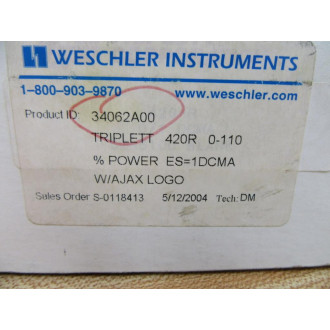 WESCHLER INSTRUMENTS
1-800-903-9870 www.weschler.com
Product ID: 34062A00
TRIPLETT 420R 0-110
% POWER ES=1DCMA
W/AJAX LOGO
Sales Order S-0118413 5/12/2004 Tech: DM